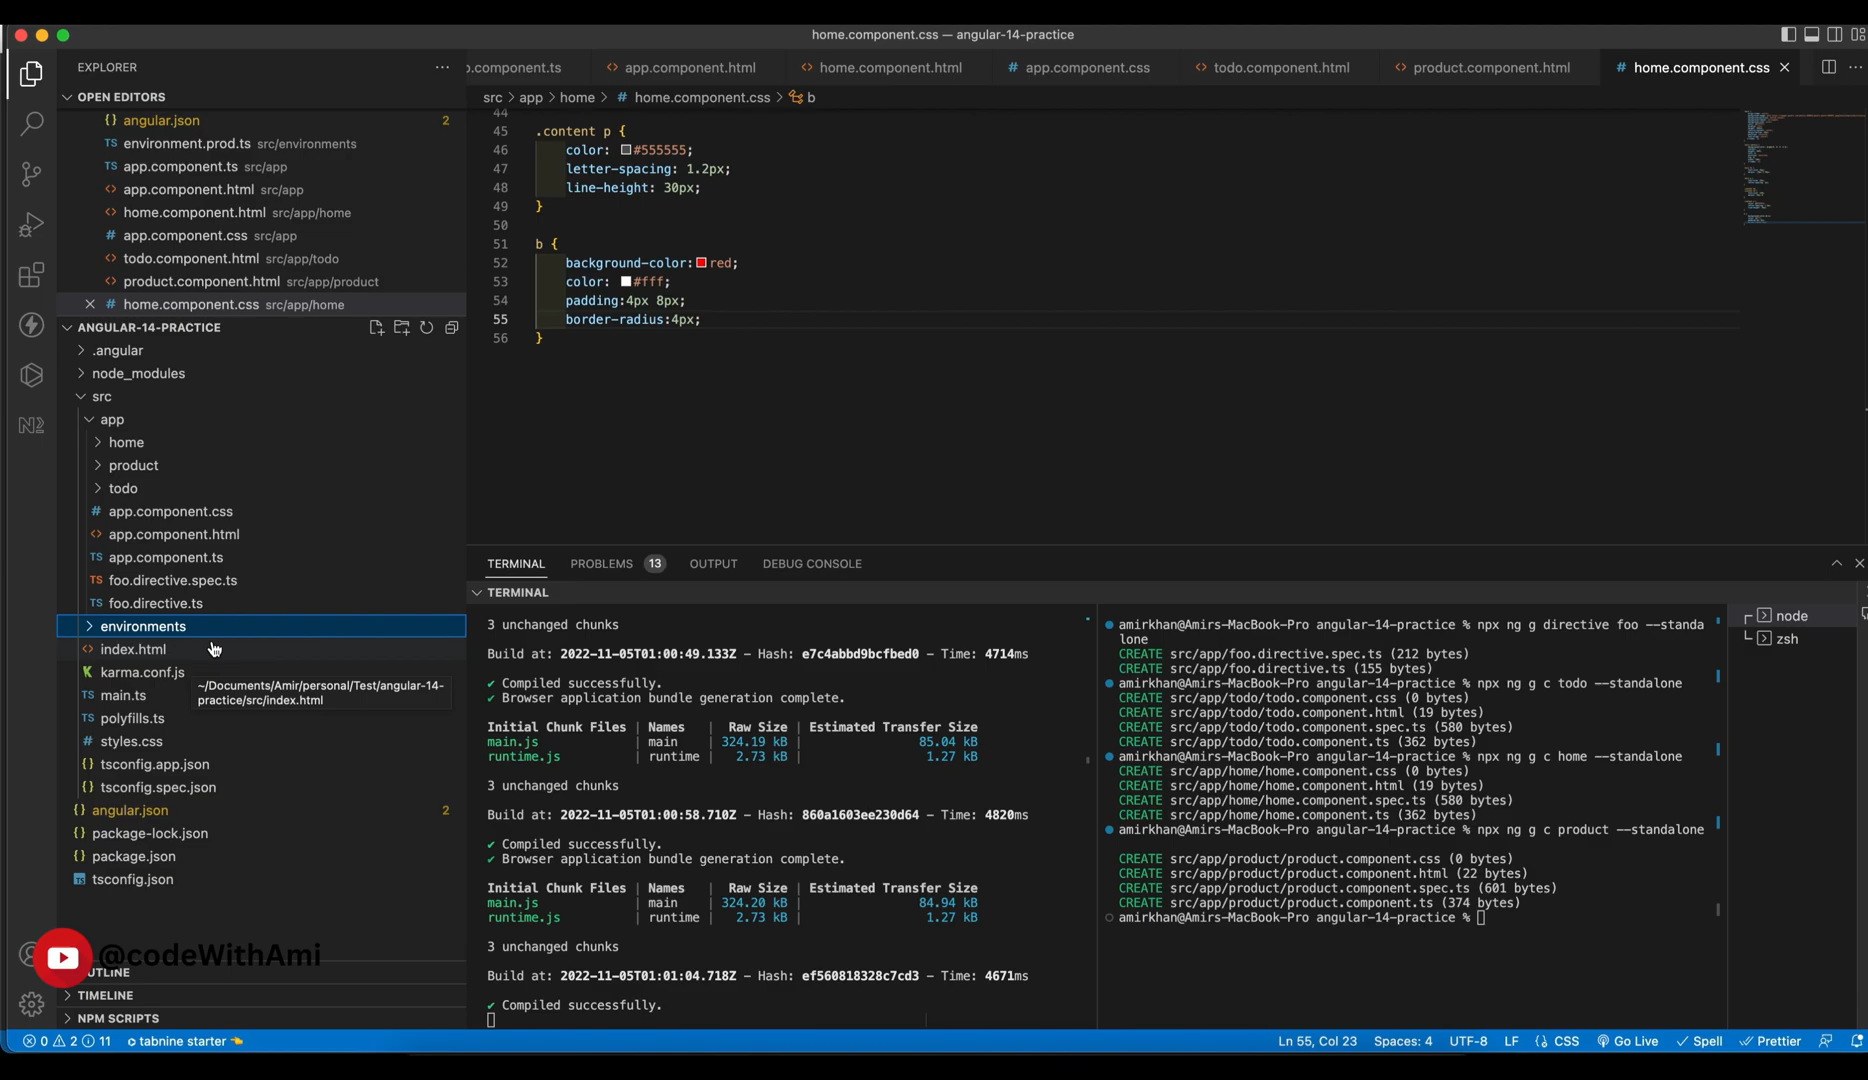 home.component.css — angular-14-practice
EXPLORER
OPEN EDITORS
{} angular.json 2
TS environment.prod.ts src/environments
TS app.component.ts src/app
<> app.component.html src/app
<> home.component.html src/app/home
# app.component.css src/app
<> todo.component.html src/app/todo
<> product.component.html src/app/product
# home.component.css src/app/home
ANGULAR-14-PRACTICE
.angular
node_modules
src
app
home
product
todo
# app.component.css
<> app.component.html
TS app.component.ts
TS foo.directive.spec.ts
TS foo.directive.ts
environments
<> index.html
karma.conf.js
~/Documents/Amir/personal/Test/angular-14-
practice/src/index.html
TS main.ts
TS polyfills.ts
# styles.css
{} tsconfig.app.json
{} tsconfig.spec.json
{} angular.json 2
{} package-lock.json
{} package.json
tsconfig.json
@codeWithAmi
OUTLINE
TIMELINE
NPM SCRIPTS
o.component.ts <> app.component.html <> home.component.html # app.component.css <> todo.component.html <> product.component.html # home.component.css
src > app > home > # home.component.css > b
44
45 .content p {
46 color: #555555;
47 letter-spacing: 1.2px;
48 line-height: 30px;
49 }
50
51 b {
52 background-color: red;
53 color: #fff;
54 padding:4px 8px;
55 border-radius:4px;
56 }
TERMINAL PROBLEMS 13 OUTPUT DEBUG CONSOLE
TERMINAL
3 unchanged chunks
Build at: 2022-11-05T01:00:49.133Z - Hash: e7c4abbd9bcfbed0 - Time: 4714ms
✔ Compiled successfully.
✔ Browser application bundle generation complete.
Initial Chunk Files | Names | Raw Size | Estimated Transfer Size
main.js | main | 324.19 kB | 85.04 kB
runtime.js | runtime | 2.73 kB | 1.27 kB
3 unchanged chunks
Build at: 2022-11-05T01:00:58.710Z - Hash: 860a1603ee230d64 - Time: 4820ms
✔ Compiled successfully.
✔ Browser application bundle generation complete.
Initial Chunk Files | Names | Raw Size | Estimated Transfer Size
main.js | main | 324.20 kB | 84.94 kB
runtime.js | runtime | 2.73 kB | 1.27 kB
3 unchanged chunks
Build at: 2022-11-05T01:01:04.718Z - Hash: ef560818328c7cd3 - Time: 4671ms
✔ Compiled successfully.
amirkhan@Amirs-MacBook-Pro angular-14-practice % npx ng g directive foo --standa
lone
CREATE src/app/foo.directive.spec.ts (212 bytes)
CREATE src/app/foo.directive.ts (155 bytes)
amirkhan@Amirs-MacBook-Pro angular-14-practice % npx ng g c todo --standalone
CREATE src/app/todo/todo.component.css (0 bytes)
CREATE src/app/todo/todo.component.html (19 bytes)
CREATE src/app/todo/todo.component.spec.ts (580 bytes)
CREATE src/app/todo/todo.component.ts (362 bytes)
amirkhan@Amirs-MacBook-Pro angular-14-practice % npx ng g c home --standalone
CREATE src/app/home/home.component.css (0 bytes)
CREATE src/app/home/home.component.html (19 bytes)
CREATE src/app/home/home.component.spec.ts (580 bytes)
CREATE src/app/home/home.component.ts (362 bytes)
amirkhan@Amirs-MacBook-Pro angular-14-practice % npx ng g c product --standalone
CREATE src/app/product/product.component.css (0 bytes)
CREATE src/app/product/product.component.html (22 bytes)
CREATE src/app/product/product.component.spec.ts (601 bytes)
CREATE src/app/product/product.component.ts (374 bytes)
amirkhan@Amirs-MacBook-Pro angular-14-practice %
node
zsh
0 2 11 tabnine starter Ln 55, Col 23 Spaces: 4 UTF-8 LF {} CSS Go Live Spell Prettier